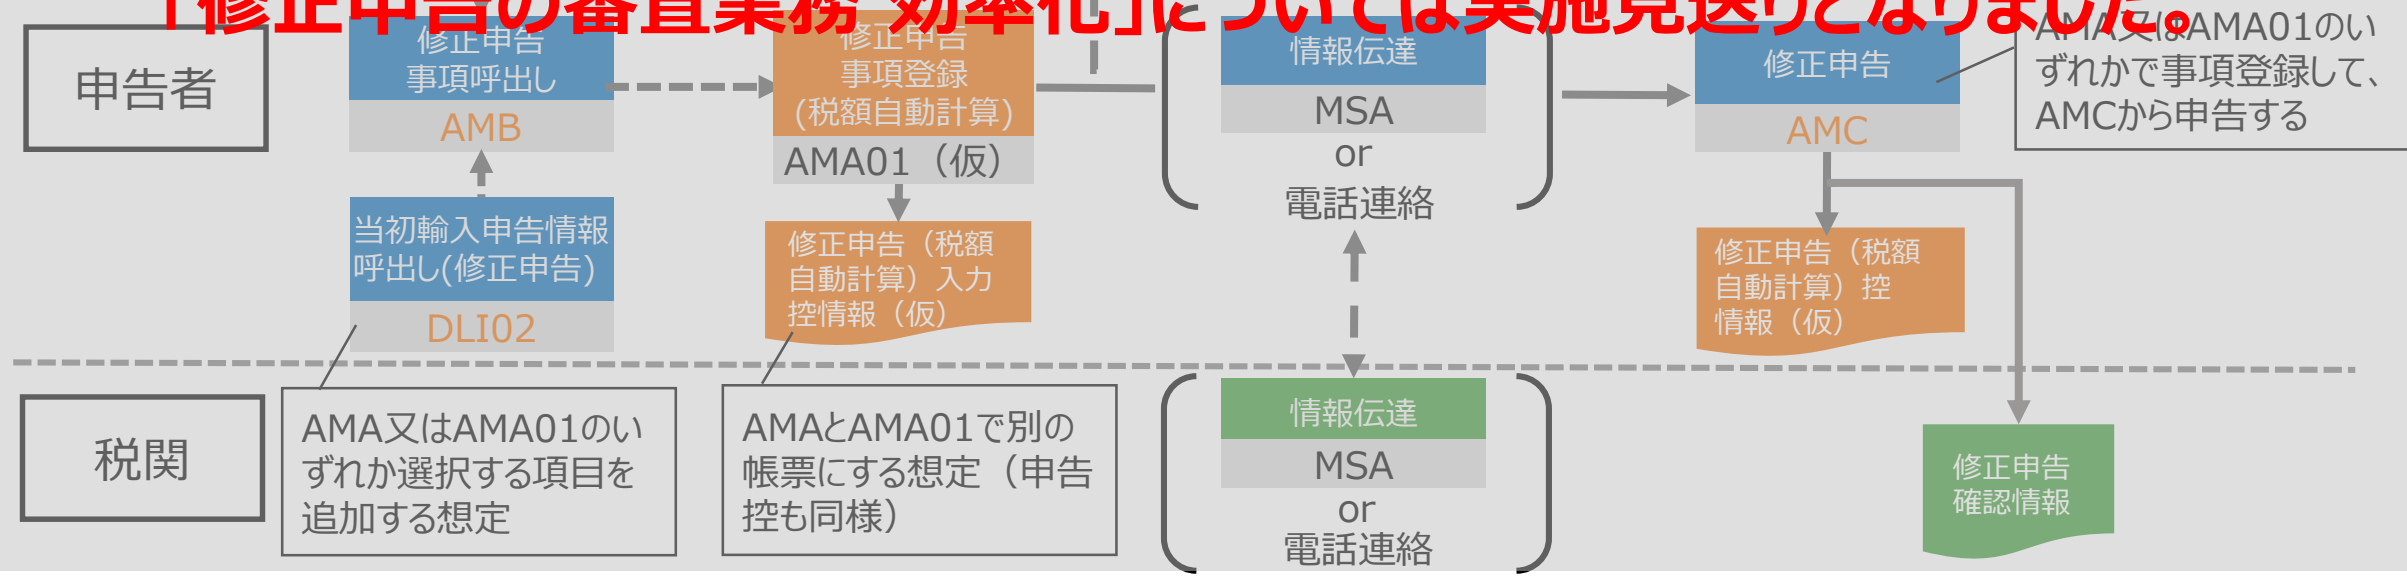 「修正申告の審査業務 効率化」については実施見送りとなりました。
申告者
修正申告
事項呼出し
AMB
修正申告
事項登録
(税額自動計算)
AMA01（仮）
情報伝達
MSA
or
電話連絡
修正申告
AMC
AMA又はAMA01のい
ずれかで事項登録して、
AMCから申告する
当初輸入申告情報
呼出し(修正申告)
DLI02
修正申告（税額
自動計算）入力
控情報（仮）
修正申告（税額
自動計算）控
情報（仮）
税関
AMA又はAMA01のい
ずれか選択する項目を
追加する想定
AMAとAMA01で別の
帳票にする想定（申告
控も同様）
情報伝達
MSA
or
電話連絡
修正申告
確認情報